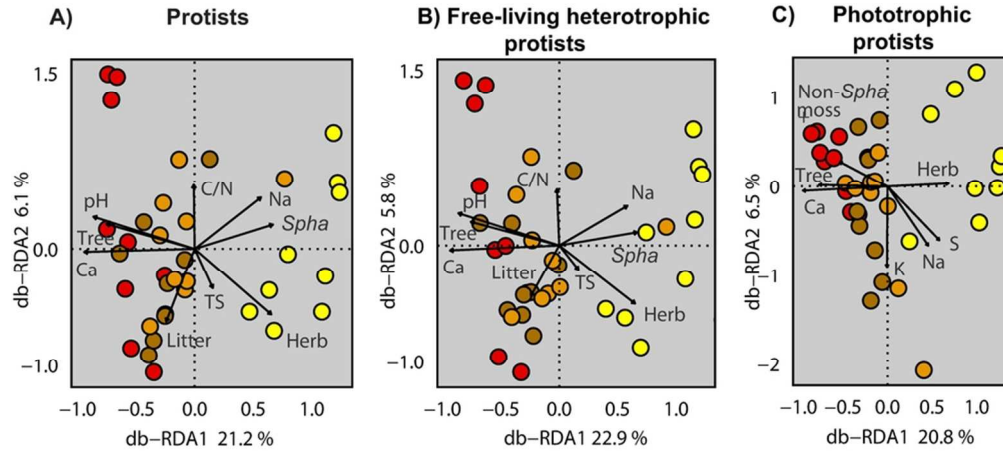 A) Protists
1.5
0.0
−1.0
db−RDA2 6.1 %
C/N
Na
pH
Spha
Tree
Ca
TS
Litter
Herb
−1.0 −0.5 0.0 0.5 1.0
db−RDA1 21.2 %
B) Free-living heterotrophic
protists
1.5
0.0
−1.0
db−RDA2 5.8 %
C/N
Na
pH
Tree
Spha
Ca
Litter
TS
Herb
−1.0 −0.5 0.0 0.5 1.0
db−RDA1 22.9 %
C) Phototrophic
protists
1
0
−1
−2
db−RDA2 6.5 %
Non-Spha
moss
Tree
Herb
Ca
S
Na
K
−1.0 −0.5 0.0 0.5 1.0
db−RDA1 20.8 %